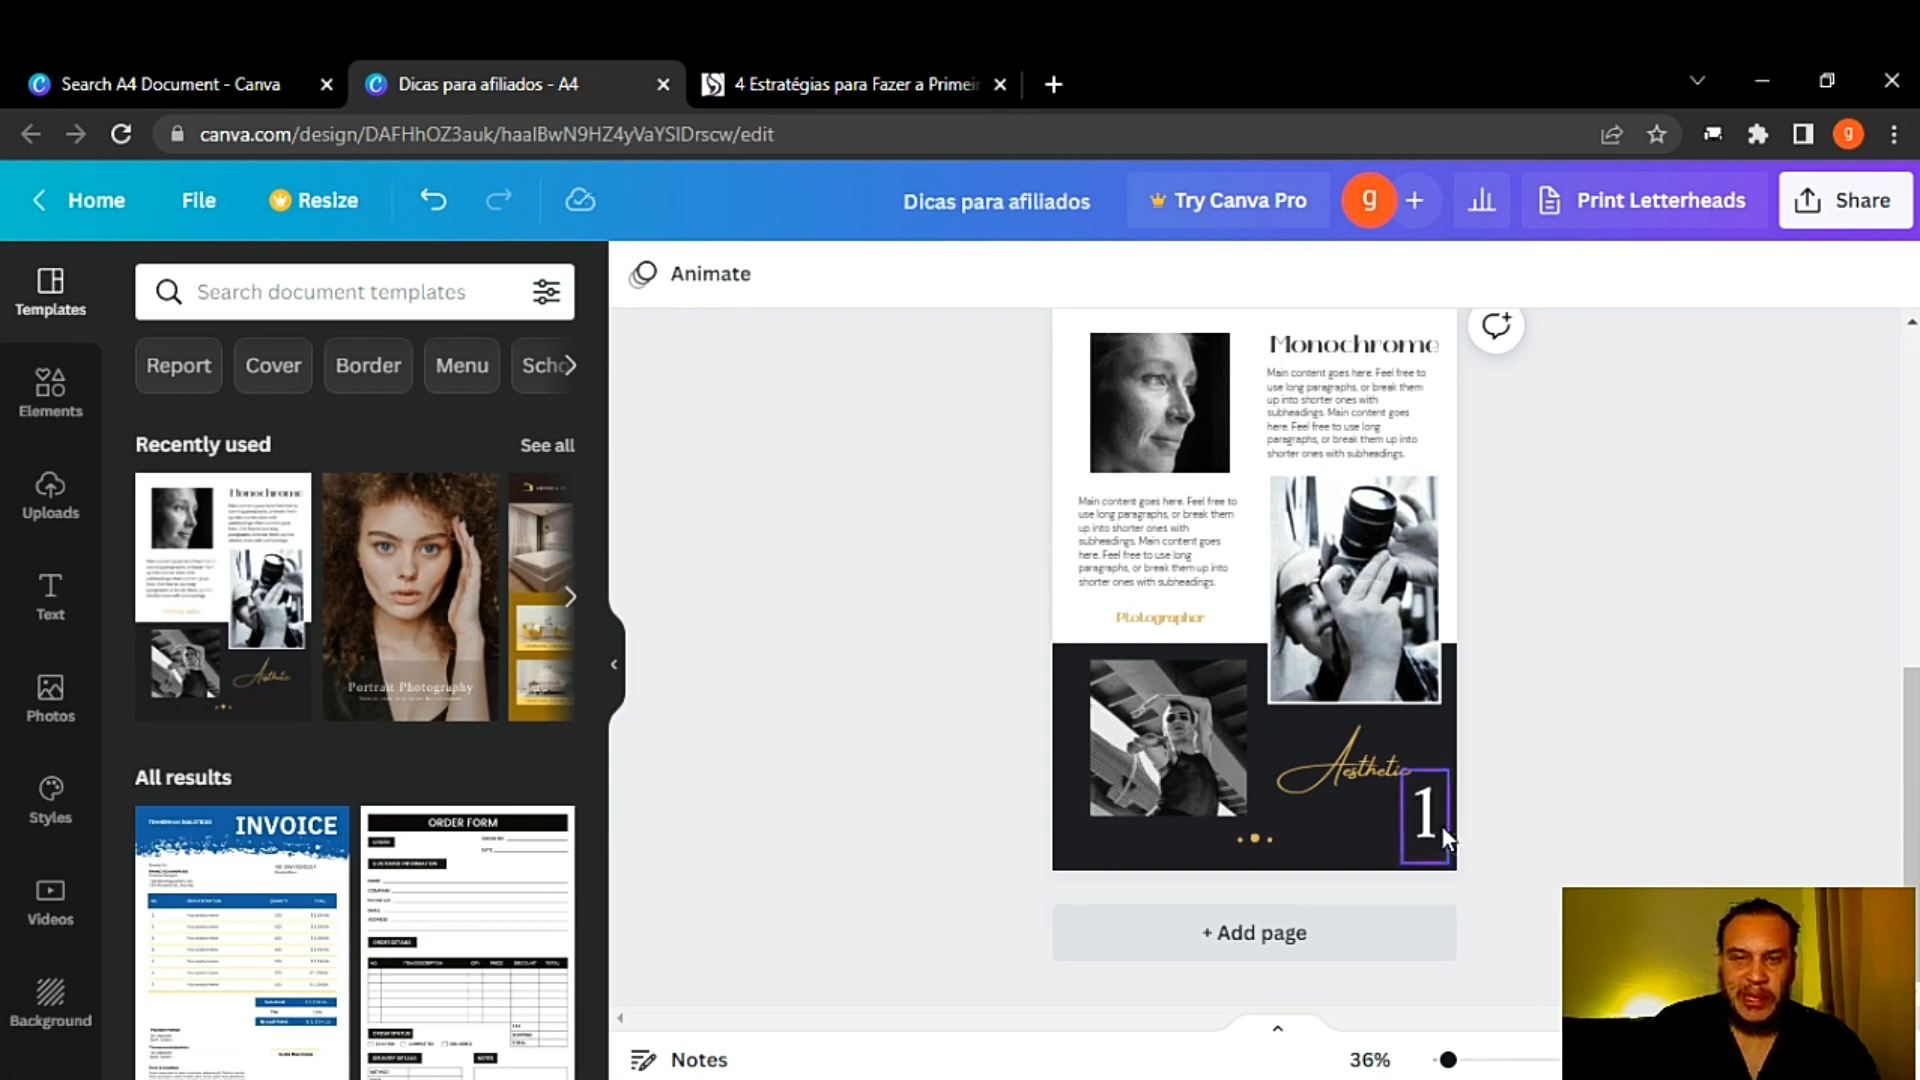 Search A4 Document - Canva
Dicas para afiliados - A4
4 Estratégias para Fazer a Primei
canva.com/design/DAFHhOZ3auk/haalBwN9HZ4yVaYSlDrscw/edit
g
Home
File
Resize
Dicas para afiliados
Try Canva Pro
g
Print Letterheads
Share
Templates
Elements
Uploads
Text
Photos
Styles
Videos
Background
Search document templates
Report
Cover
Border
Menu
Scho
Recently used
See all
Monochrome
Aesthetic
Portrait Photography
All results
INVOICE
ORDER FORM
Animate
Monochrome
Main content goes here. Feel free to
use long paragraphs, or break them
up into shorter ones with
subheadings. Main content goes
here. Feel free to use long
paragraphs, or break them up into
shorter ones with subheadings.
Main content goes here. Feel free to
use long paragraphs, or break them
up into shorter ones with
subheadings. Main content goes
here. Feel free to use long
paragraphs, or break them up into
shorter ones with subheadings.
Ptotographer
Aesthetic
1
+ Add page
Notes
36%